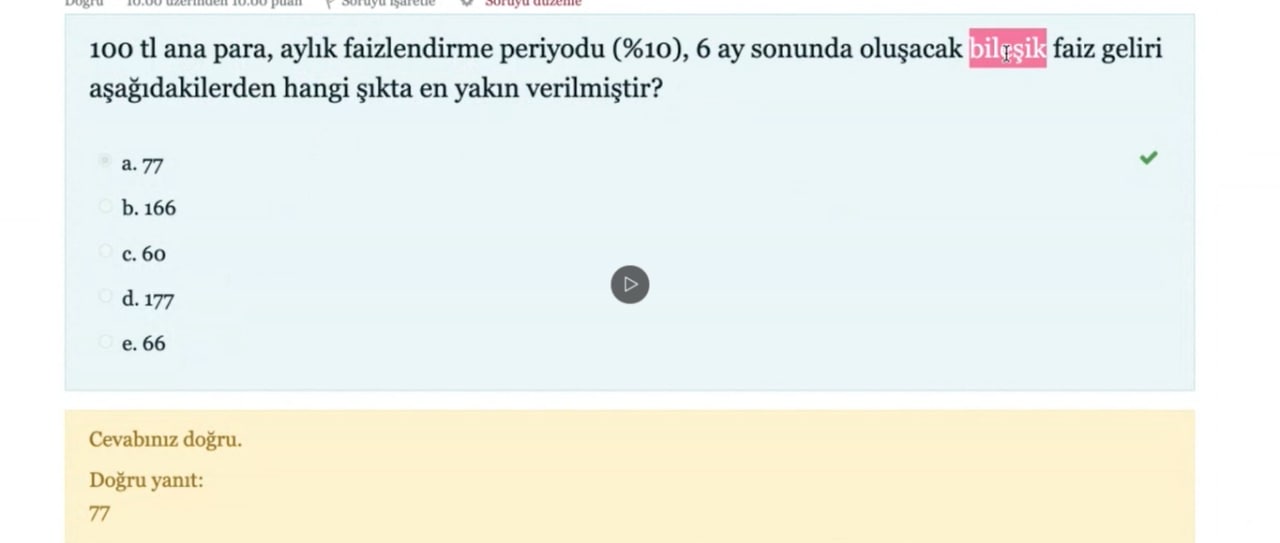 Doğru 10.00 üzerinden 10.00 puan Soruyu işaretle Soruyu düzenle
100 tl ana para, aylık faizlendirme periyodu (%10), 6 ay sonunda oluşacak bileşik faiz geliri
aşağıdakilerden hangi şıkta en yakın verilmiştir?
a. 77
b. 166
c. 60
d. 177
e. 66
Cevabınız doğru.
Doğru yanıt:
77